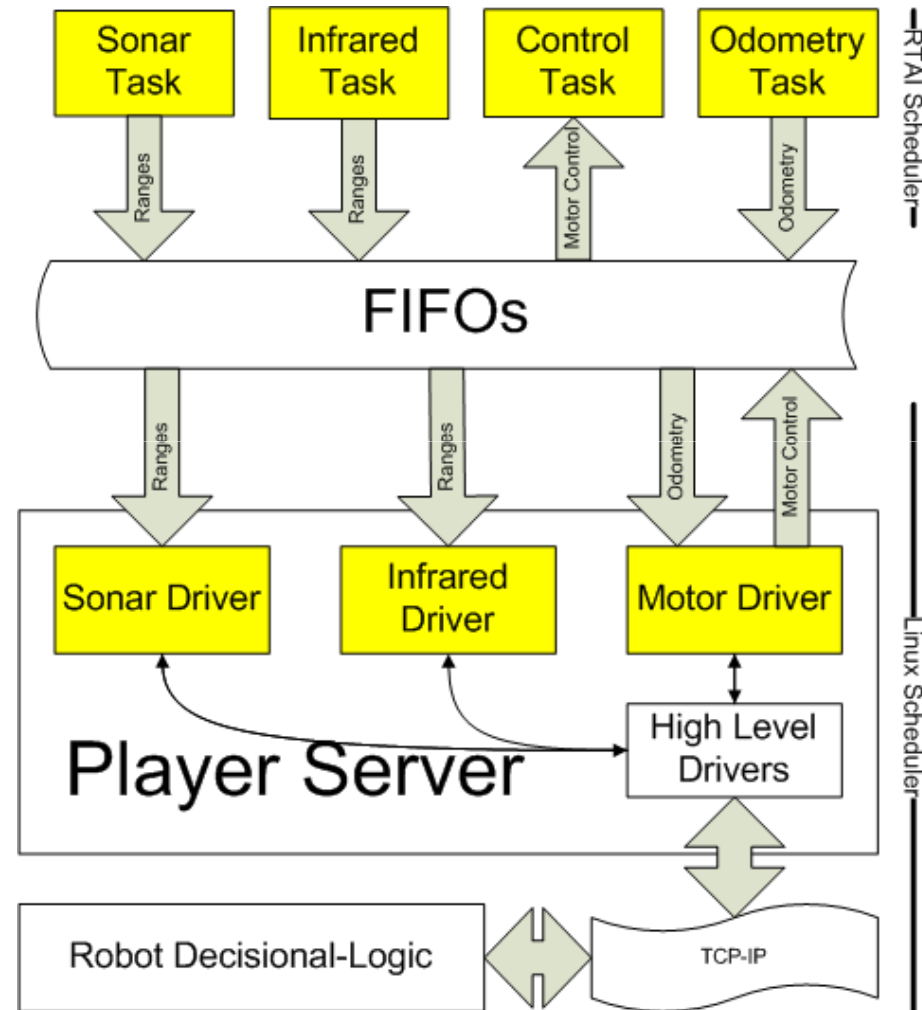 Sonar
Task
Infrared
Task
Control
Task
Odometry
Task
RTAI Scheduler
Ranges
Ranges
Motor Control
Odometry
FIFOs
Ranges
Ranges
Odometry
Motor Control
Sonar Driver
Infrared
Driver
Motor Driver
High Level
Drivers
Player Server
Linux Scheduler
Robot Decisional-Logic
TCP-IP